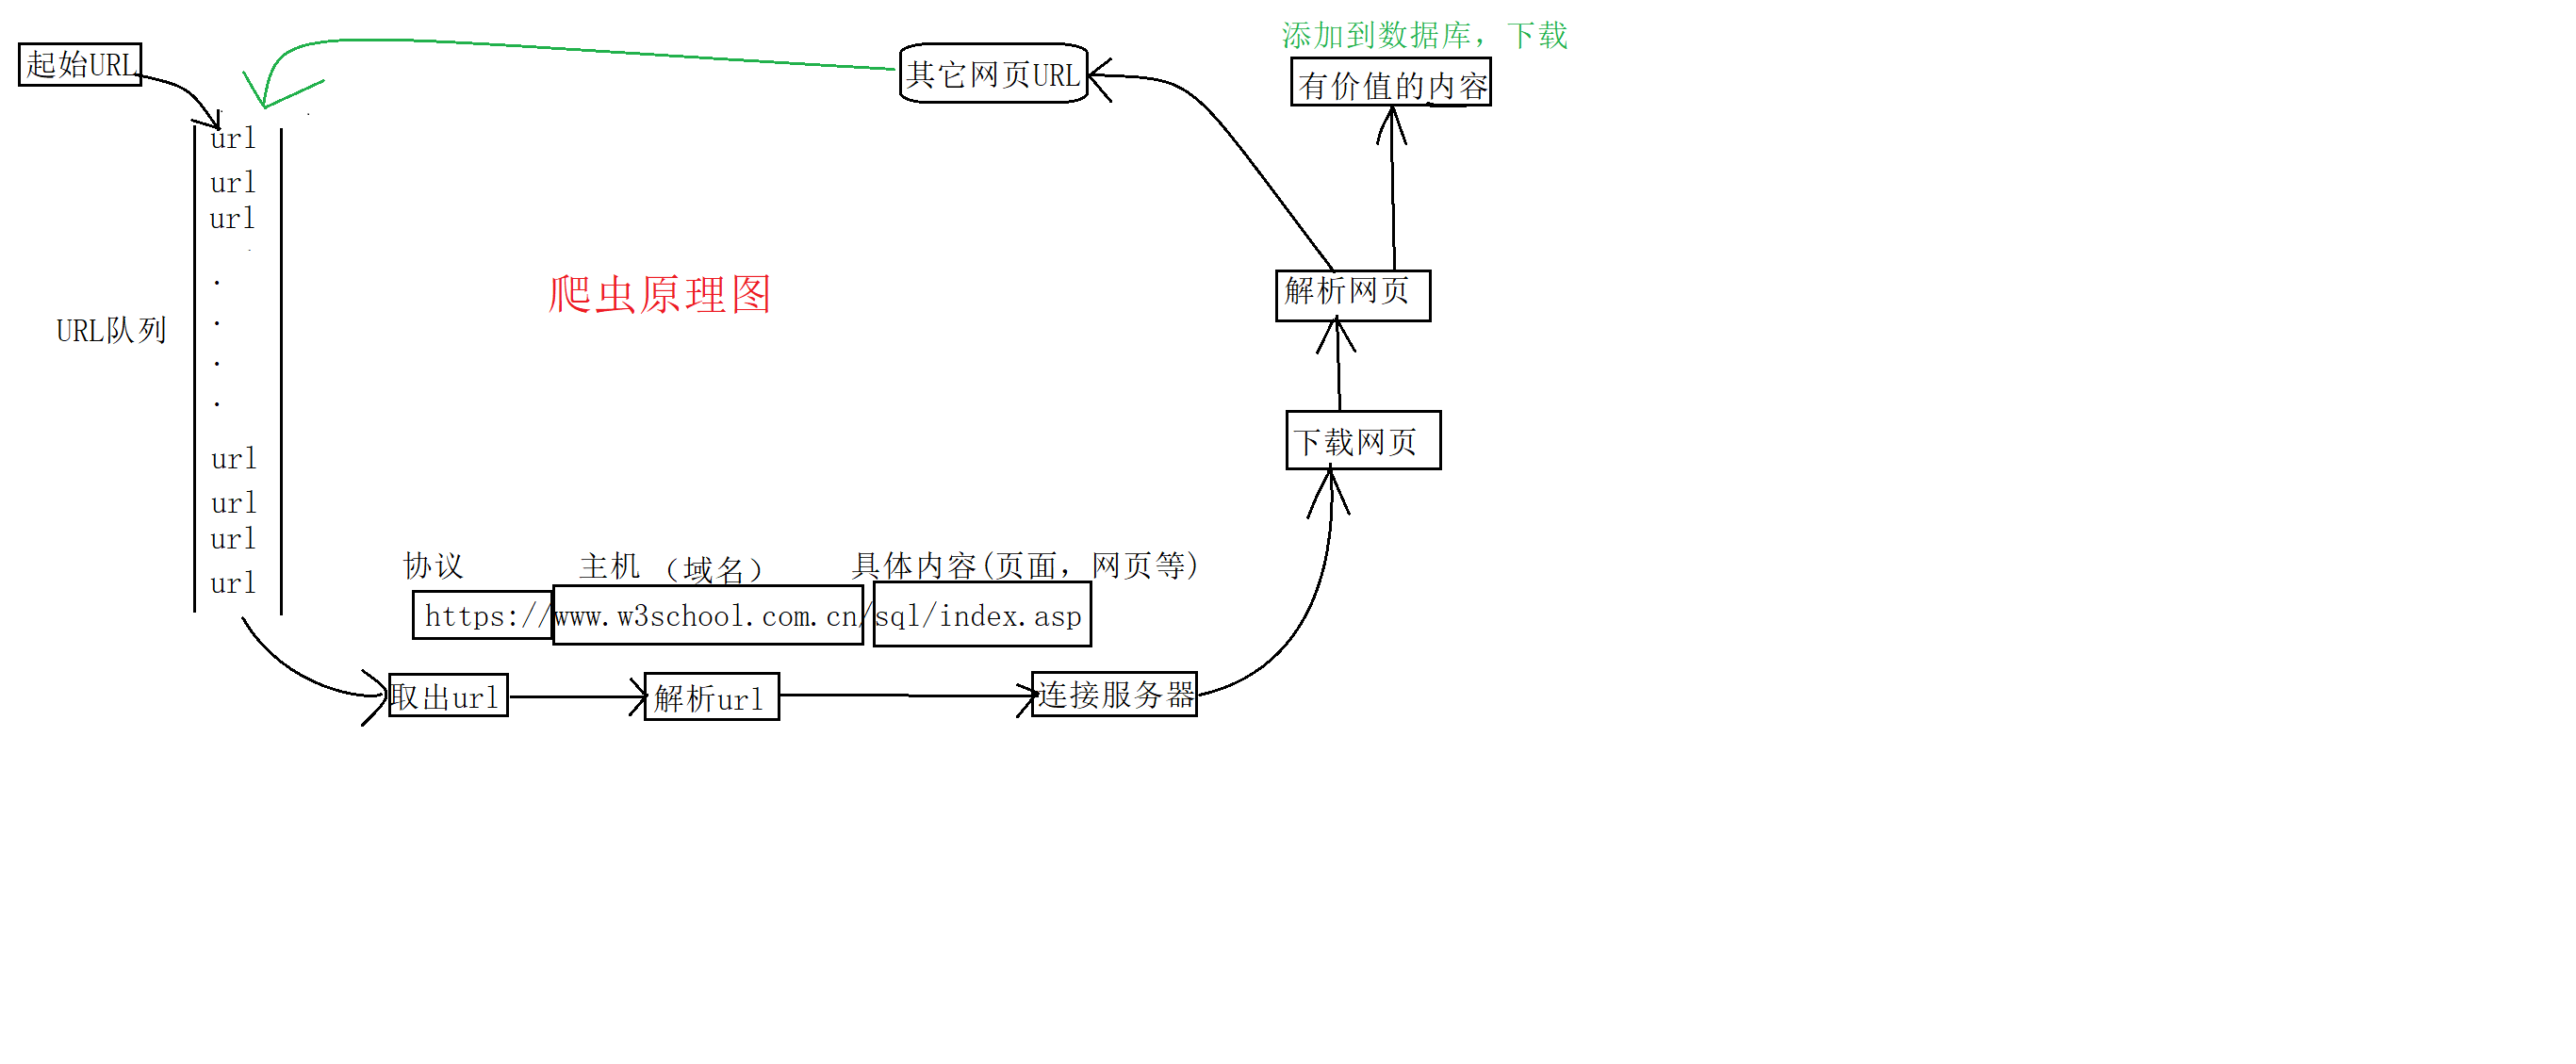 添加到数据库，下载
起始URL
其它网页URL
有价值的内容
url
url
url
.
.
.
.
url
url
url
url
URL队列
爬虫原理图
解析网页
下载网页
协议
主机（域名）
具体内容(页面，网页等)
https://www.w3school.com.cn/sql/index.asp
取出url
解析url
连接服务器